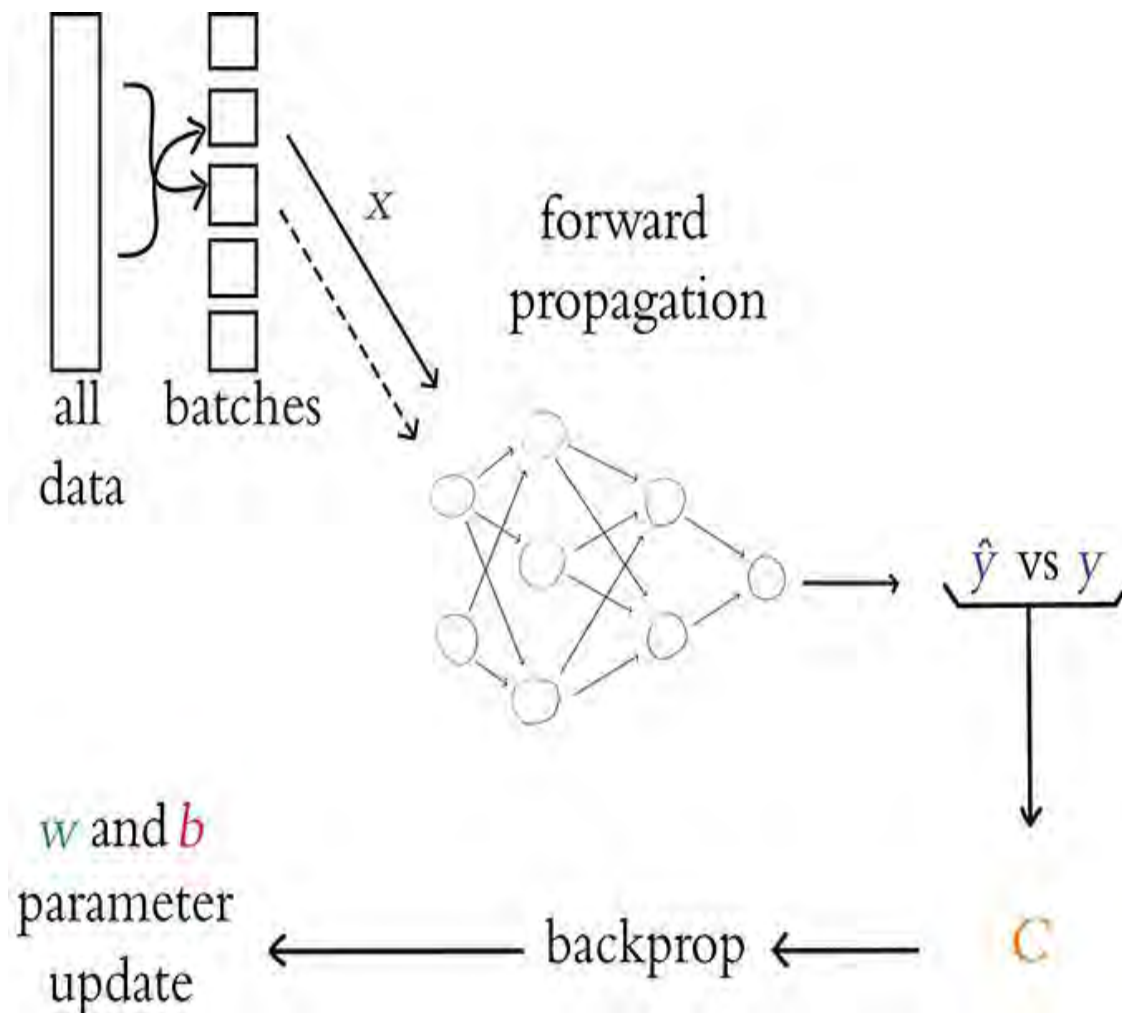 x
forward
propagation
all
data
batches
ŷ vs y
w and b
parameter
update
backprop
C